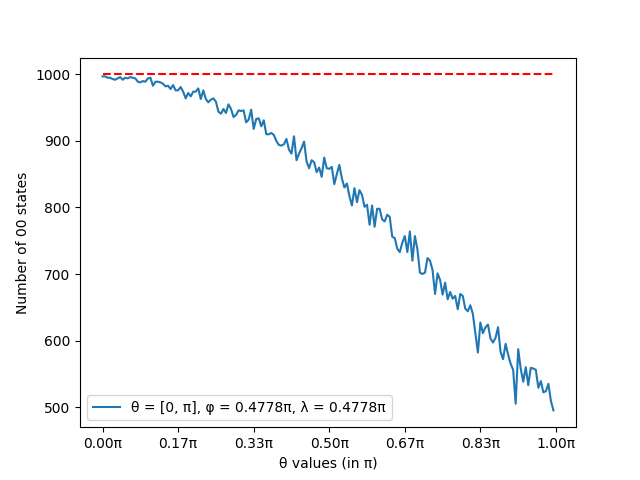 1000
900
800
700
600
500
Number of 00 states
θ = [0, π], φ = 0.4778π, λ = 0.4778π
0.00π 0.17π 0.33π 0.50π 0.67π 0.83π 1.00π
θ values (in π)